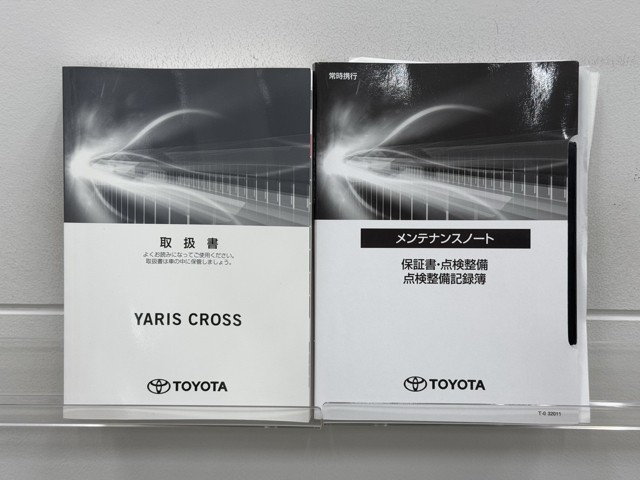 取扱書
よくお読みになってご使用ください。
取扱書は車の中に保管しましょう。
YARIS CROSS
TOYOTA
常時携行
メンテナンスノート
保証書・点検整備
点検整備記録簿
TOYOTA
T-0 32011